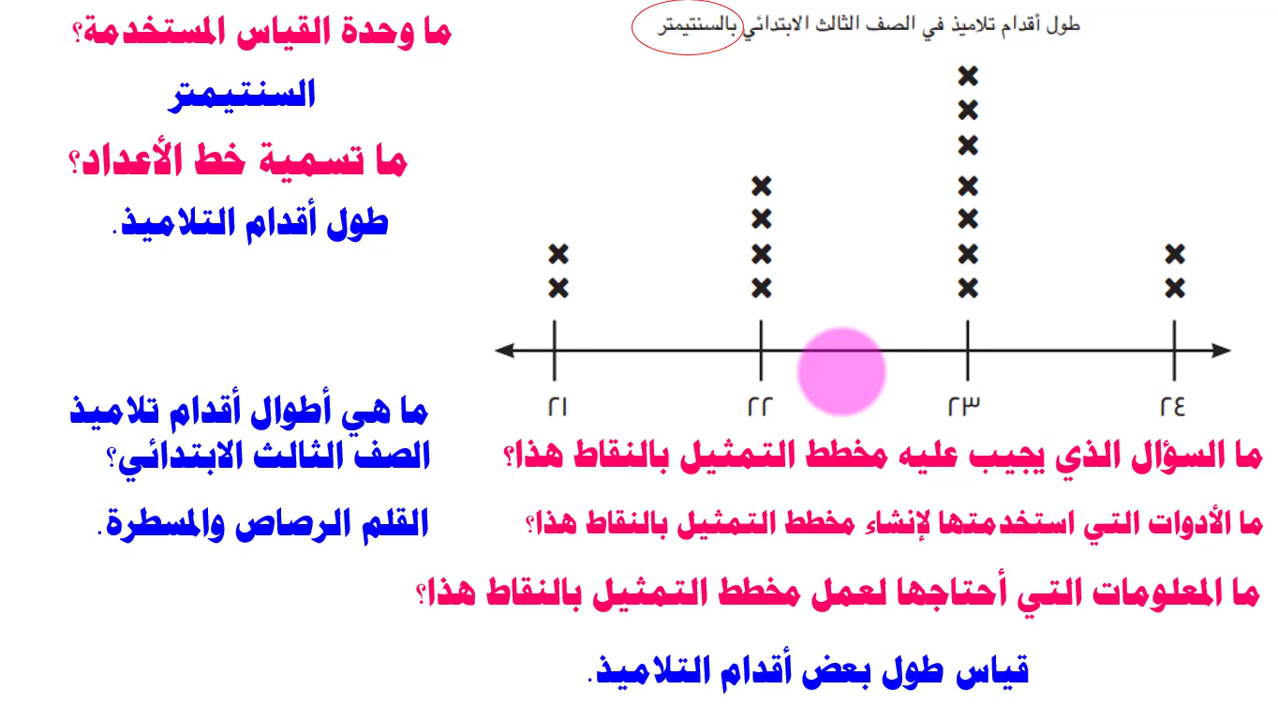 طول أقدام تلاميذ في الصف الثالث الابتدائي بالسنتيمتر
ما وحدة القياس المستخدمة؟
السنتيمتر
ما تسمية خط الأعداد؟
طول أقدام التلاميذ.
٢١ ٢٢ ٢٣ ٢٤
ما السؤال الذي يجيب عليه مخطط التمثيل بالنقاط هذا؟
ما هي أطوال أقدام تلاميذ
الصف الثالث الابتدائي؟
ما الأدوات التي استخدمتها لإنشاء مخطط التمثيل بالنقاط هذا؟
القلم الرصاص والمسطرة.
ما المعلومات التي أحتاجها لعمل مخطط التمثيل بالنقاط هذا؟
قياس طول بعض أقدام التلاميذ.